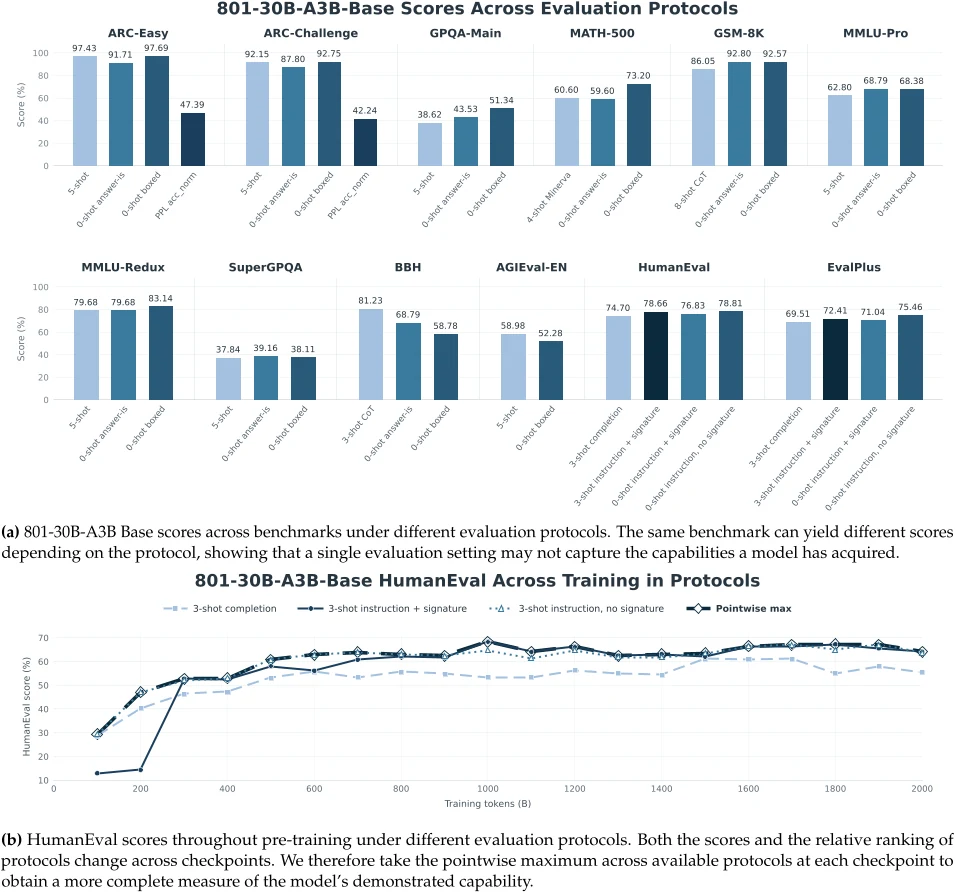 801-30B-A3B-Base Scores Across Evaluation Protocols
ARC-Easy ARC-Challenge GPQA-Main MATH-500 GSM-8K MMLU-Pro
Score (%)
100
80
60
40
20
0
97.43 91.71 97.69 47.39
92.15 87.80 92.75 42.24
38.62 43.53 51.34
60.60 59.60 73.20
86.05 92.80 92.57
62.80 68.79 68.38
5-shot 0-shot answer-is 0-shot boxed PPL acc_norm
5-shot 0-shot answer-is 0-shot boxed PPL acc_norm
5-shot 0-shot answer-is 0-shot boxed
4-shot Minerva 0-shot answer-is 0-shot boxed
8-shot CoT 0-shot answer-is 0-shot boxed
5-shot 0-shot answer-is 0-shot boxed
MMLU-Redux SuperGPQA BBH AGIEval-EN HumanEval EvalPlus
Score (%)
100
80
60
40
20
0
79.68 79.68 83.14
37.84 39.16 38.11
81.23 68.79 58.78
58.98 52.28
74.70 78.66 76.83 78.81
69.51 72.41 71.04 75.46
5-shot 0-shot answer-is 0-shot boxed
5-shot 0-shot answer-is 0-shot boxed
3-shot CoT 0-shot answer-is 0-shot boxed
5-shot 0-shot boxed
3-shot completion 3-shot instruction + signature 0-shot instruction + signature 0-shot instruction, no signature
3-shot completion 3-shot instruction + signature 0-shot instruction + signature 0-shot instruction, no signature
(a) 801-30B-A3B Base scores across benchmarks under different evaluation protocols. The same benchmark can yield different scores
depending on the protocol, showing that a single evaluation setting may not capture the capabilities a model has acquired.
801-30B-A3B-Base HumanEval Across Training in Protocols
3-shot completion 3-shot instruction + signature 3-shot instruction, no signature Pointwise max
HumanEval score (%)
70
60
50
40
30
20
10
0 200 400 600 800 1000 1200 1400 1600 1800 2000
Training tokens (B)
(b) HumanEval scores throughout pre-training under different evaluation protocols. Both the scores and the relative ranking of
protocols change across checkpoints. We therefore take the pointwise maximum across available protocols at each checkpoint to
obtain a more complete measure of the model's demonstrated capability.